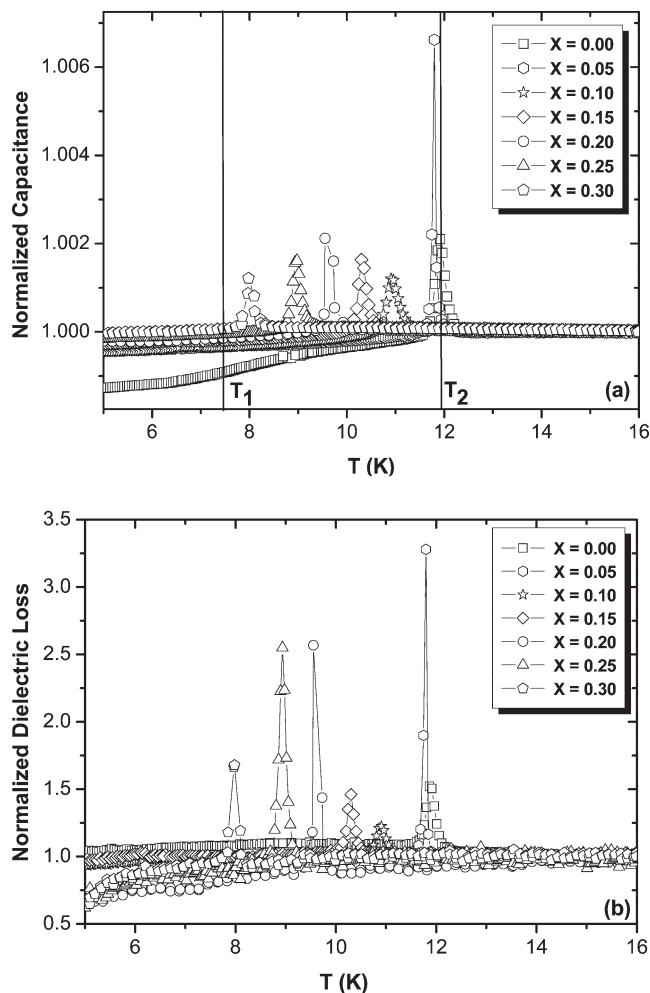 1.006
1.004
1.002
1.000
Normalized Capacitance
X = 0.00
X = 0.05
X = 0.10
X = 0.15
X = 0.20
X = 0.25
X = 0.30
T1
T2
(a)
6 8 10 12 14 16
T (K)
3.5
3.0
2.5
2.0
1.5
1.0
0.5
Normalized Dielectric Loss
X = 0.00
X = 0.05
X = 0.10
X = 0.15
X = 0.20
X = 0.25
X = 0.30
(b)
6 8 10 12 14 16
T (K)